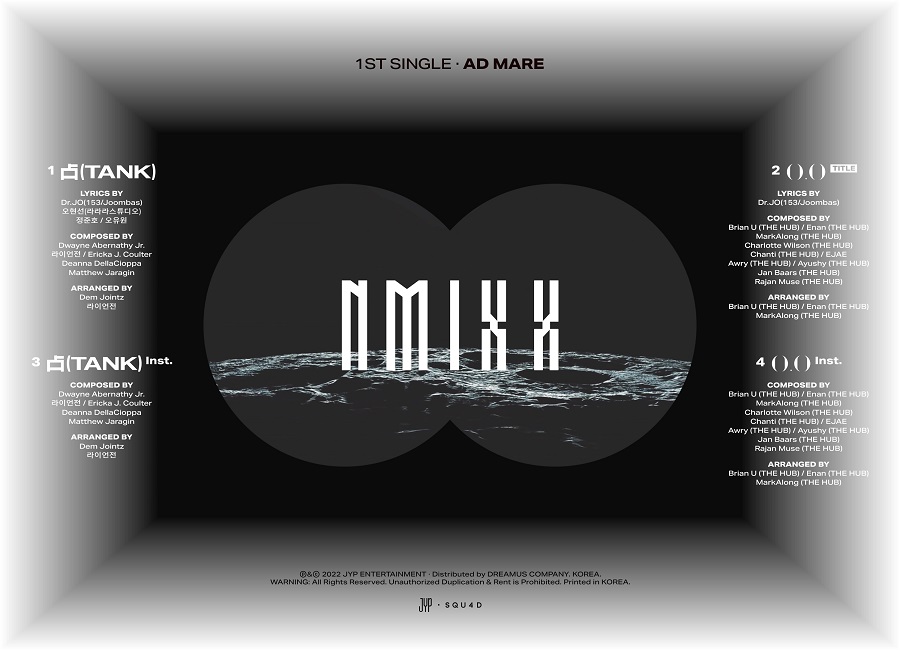 1ST SINGLE · AD MARE
1 占(TANK)
LYRICS BY
Dr.JO(153/Joombas)
오현선(라라라스튜디오)
정준호 / 오유원
COMPOSED BY
Dwayne Abernathy Jr.
라이언전 / Ericka J. Coulter
Deanna DellaCioppa
Matthew Jaragin
ARRANGED BY
Dem Jointz
라이언전
2 O.O TITLE
LYRICS BY
Dr.JO(153/Joombas)
COMPOSED BY
Brian U (THE HUB) / Enan (THE HUB)
MarkAlong (THE HUB)
Charlotte Wilson (THE HUB)
Chanti (THE HUB) / EJAE
Awry (THE HUB) / Ayushy (THE HUB)
Jan Baars (THE HUB)
Rajan Muse (THE HUB)
ARRANGED BY
Brian U (THE HUB) / Enan (THE HUB)
MarkAlong (THE HUB)
NMIXX
3 占(TANK) Inst.
COMPOSED BY
Dwayne Abernathy Jr.
라이언전 / Ericka J. Coulter
Deanna DellaCioppa
Matthew Jaragin
ARRANGED BY
Dem Jointz
라이언전
4 O.O Inst.
COMPOSED BY
Brian U (THE HUB) / Enan (THE HUB)
MarkAlong (THE HUB)
Charlotte Wilson (THE HUB)
Chanti (THE HUB) / EJAE
Awry (THE HUB) / Ayushy (THE HUB)
Jan Baars (THE HUB)
Rajan Muse (THE HUB)
ARRANGED BY
Brian U (THE HUB) / Enan (THE HUB)
MarkAlong (THE HUB)
℗&© 2022 JYP ENTERTAINMENT · Distributed by DREAMUS COMPANY. KOREA.
WARNING: All Rights Reserved. Unauthorized Duplication & Rent is Prohibited. Printed in KOREA.
JYP · SQU4D